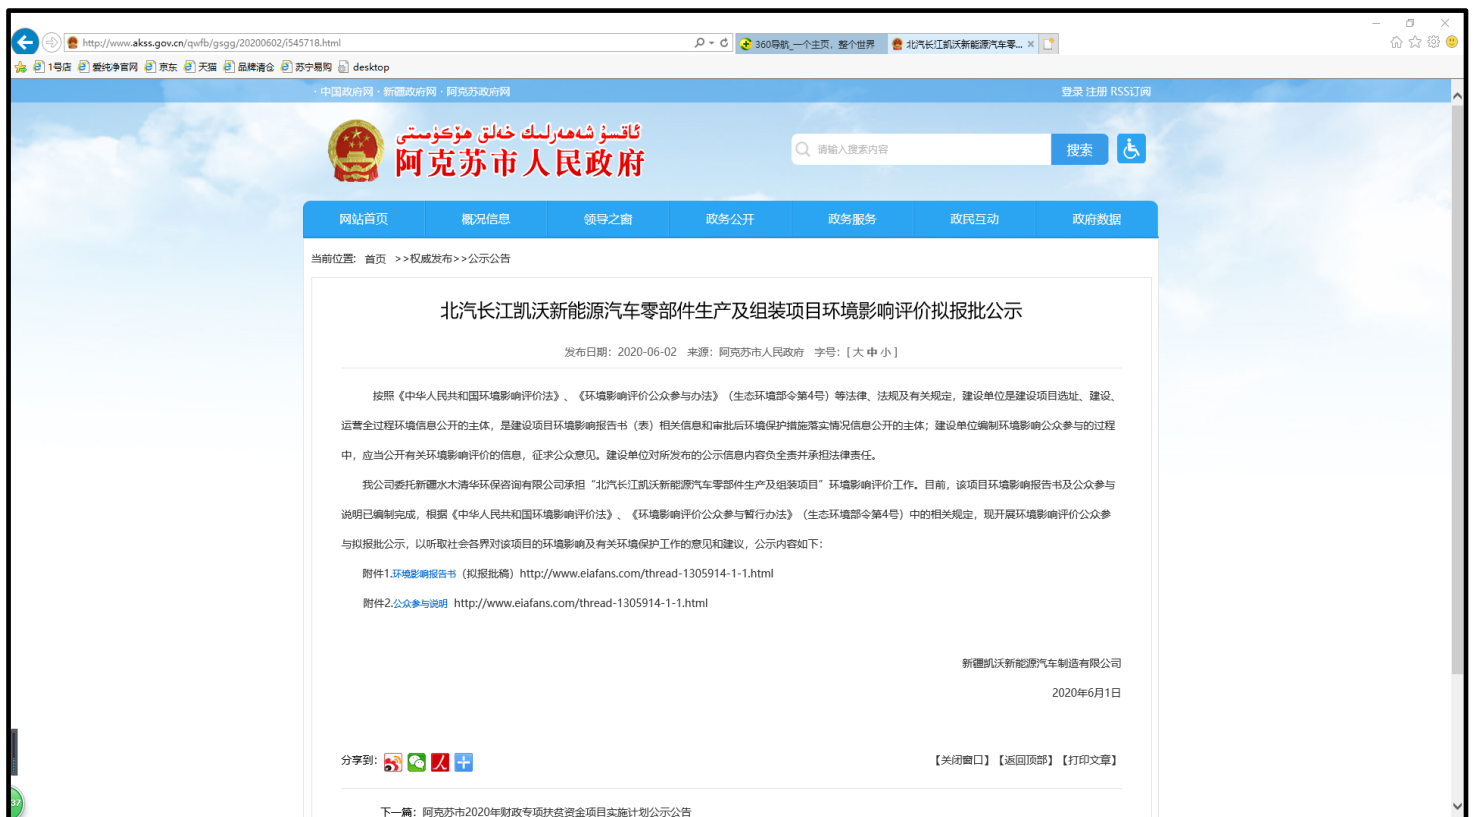 http://www.akss.gov.cn/qwfb/gsgg/20200602/i545718.html
360导航_一个主页，整个世界
北汽长江凯沃新能源汽车零...
1号店 爱纯净官网 京东 天猫 品牌清仓 苏宁易购 desktop
· 中国政府网 · 新疆政府网 · 阿克苏政府网
登录 注册 RSS订阅
ئاقسۇ شەھەرلىك خەلق ھۆكۈمىتى
阿克苏市人民政府
请输入搜索内容
搜索
网站首页 概况信息 领导之窗 政务公开 政务服务 政民互动 政府数据
当前位置: 首页 >>权威发布>>公示公告
北汽长江凯沃新能源汽车零部件生产及组装项目环境影响评价拟报批公示
发布日期：2020-06-02 来源：阿克苏市人民政府 字号：[ 大 中 小 ]
按照《中华人民共和国环境影响评价法》、《环境影响评价公众参与办法》（生态环境部令第4号）等法律、法规及有关规定，建设单位是建设项目选址、建设、
运营全过程环境信息公开的主体，是建设项目环境影响报告书（表）相关信息和审批后环境保护措施落实情况信息公开的主体；建设单位编制环境影响公众参与的过程
中，应当公开有关环境影响评价的信息，征求公众意见。建设单位对所发布的公示信息内容负全责并承担法律责任。
我公司委托新疆水木清华环保咨询有限公司承担“北汽长江凯沃新能源汽车零部件生产及组装项目”环境影响评价工作。目前，该项目环境影响报告书及公众参与
说明已编制完成，根据《中华人民共和国环境影响评价法》、《环境影响评价公众参与暂行办法》（生态环境部令第4号）中的相关规定，现开展环境影响评价公众参
与拟报批公示，以听取社会各界对该项目的环境影响及有关环境保护工作的意见和建议，公示内容如下：
附件1.环境影响报告书（拟报批稿）http://www.eiafans.com/thread-1305914-1-1.html
附件2.公众参与说明 http://www.eiafans.com/thread-1305914-1-1.html
新疆凯沃新能源汽车制造有限公司
2020年6月1日
分享到：
【关闭窗口】【返回顶部】【打印文章】
下一篇：阿克苏市2020年财政专项扶贫资金项目实施计划公示公告
37